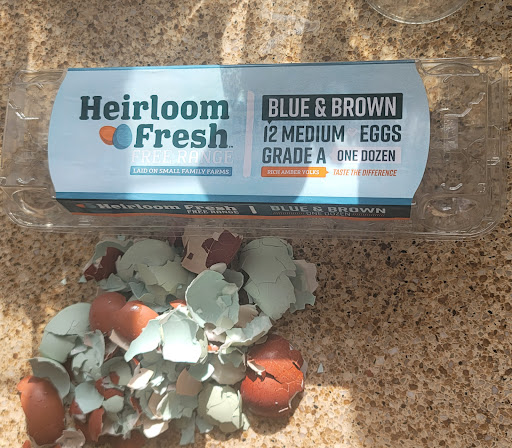 Heirloom
Fresh™
FREE RANGE
LAID ON SMALL FAMILY FARMS
BLUE & BROWN
12 MEDIUM EGGS
GRADE A ONE DOZEN
RICH AMBER YOLKS TASTE THE DIFFERENCE
Heirloom Fresh
FREE RANGE
BLUE & BROWN
ONE DOZEN